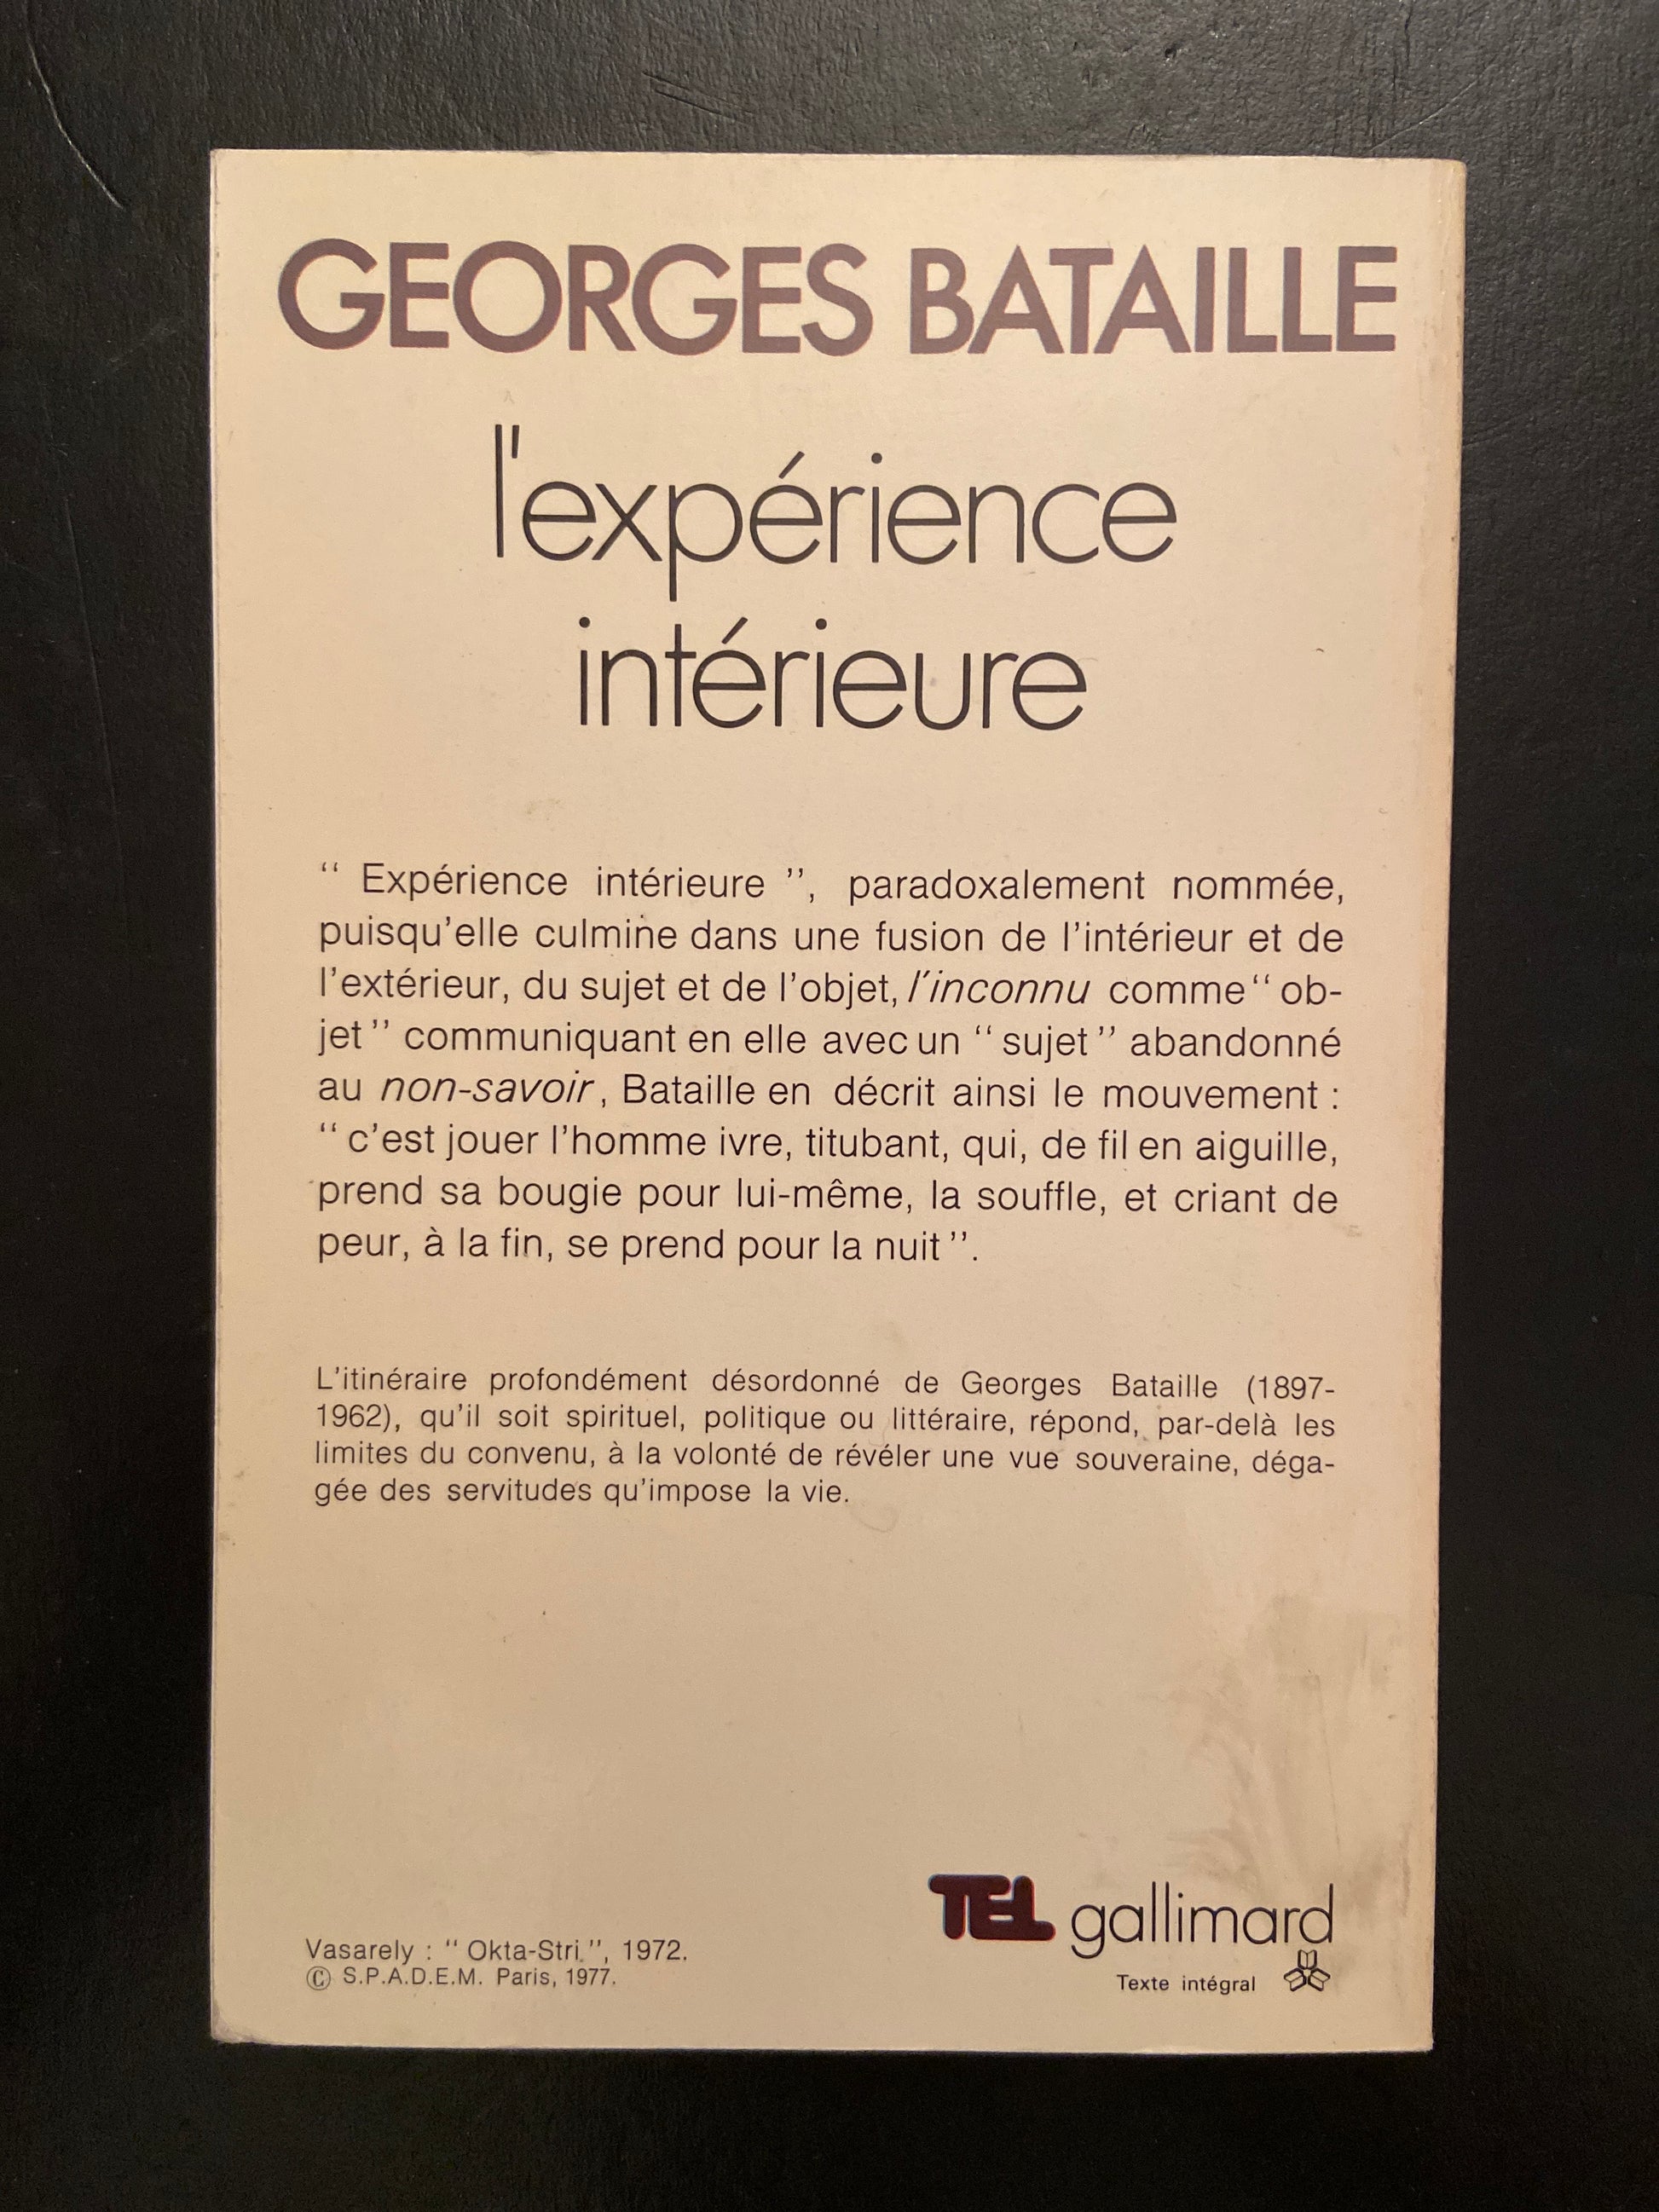 GEORGES BATAILLE
l'expérience
intérieure
“ Expérience intérieure ”, paradoxalement nommée,
puisqu’elle culmine dans une fusion de l’intérieur et de
l’extérieur, du sujet et de l’objet, l’inconnu comme “ ob-
jet ” communiquant en elle avec un “ sujet ” abandonné
au non-savoir, Bataille en décrit ainsi le mouvement :
“ c’est jouer l’homme ivre, titubant, qui, de fil en aiguille,
prend sa bougie pour lui-même, la souffle, et criant de
peur, à la fin, se prend pour la nuit ”.
L’itinéraire profondément désordonné de Georges Bataille (1897-
1962), qu’il soit spirituel, politique ou littéraire, répond, par-delà les
limites du convenu, à la volonté de révéler une vue souveraine, déga-
gée des servitudes qu’impose la vie.
TEL gallimard
Vasarely : “ Okta-Stri ”, 1972.
© S.P.A.D.E.M. Paris, 1977.
Texte intégral